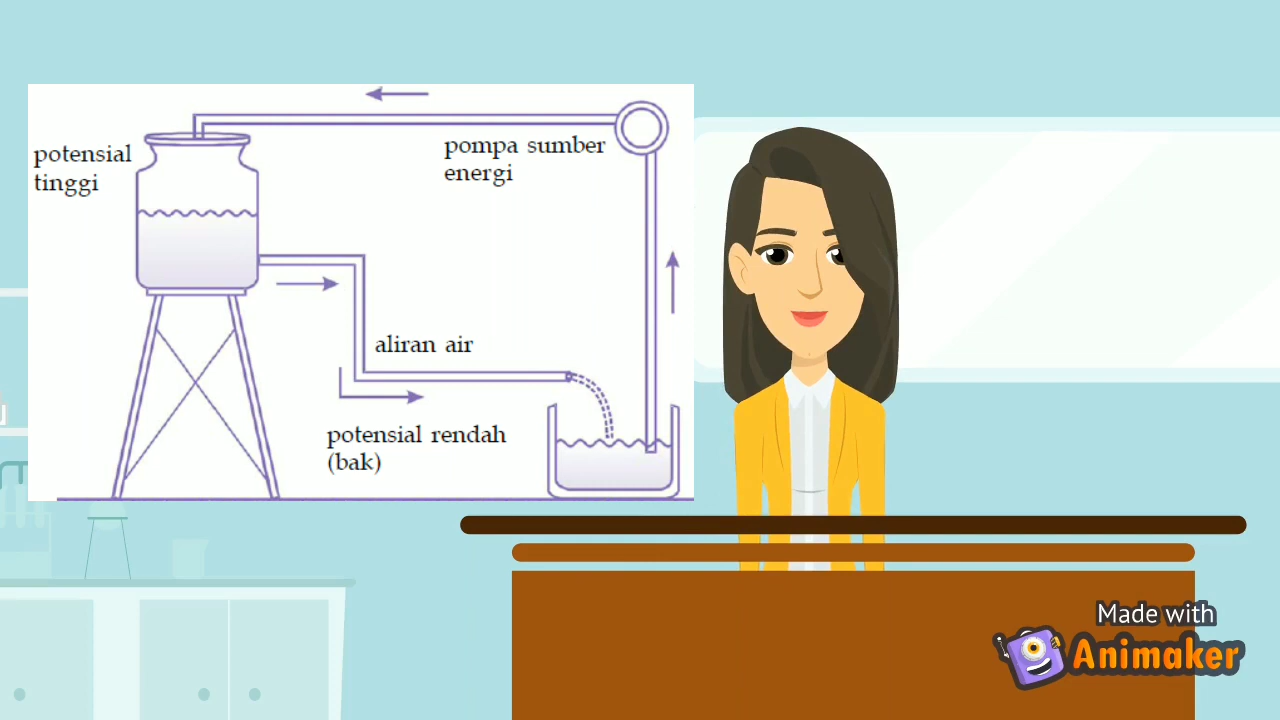 potensial
tinggi
pompa sumber
energi
aliran air
potensial rendah
(bak)
Made with
Animaker